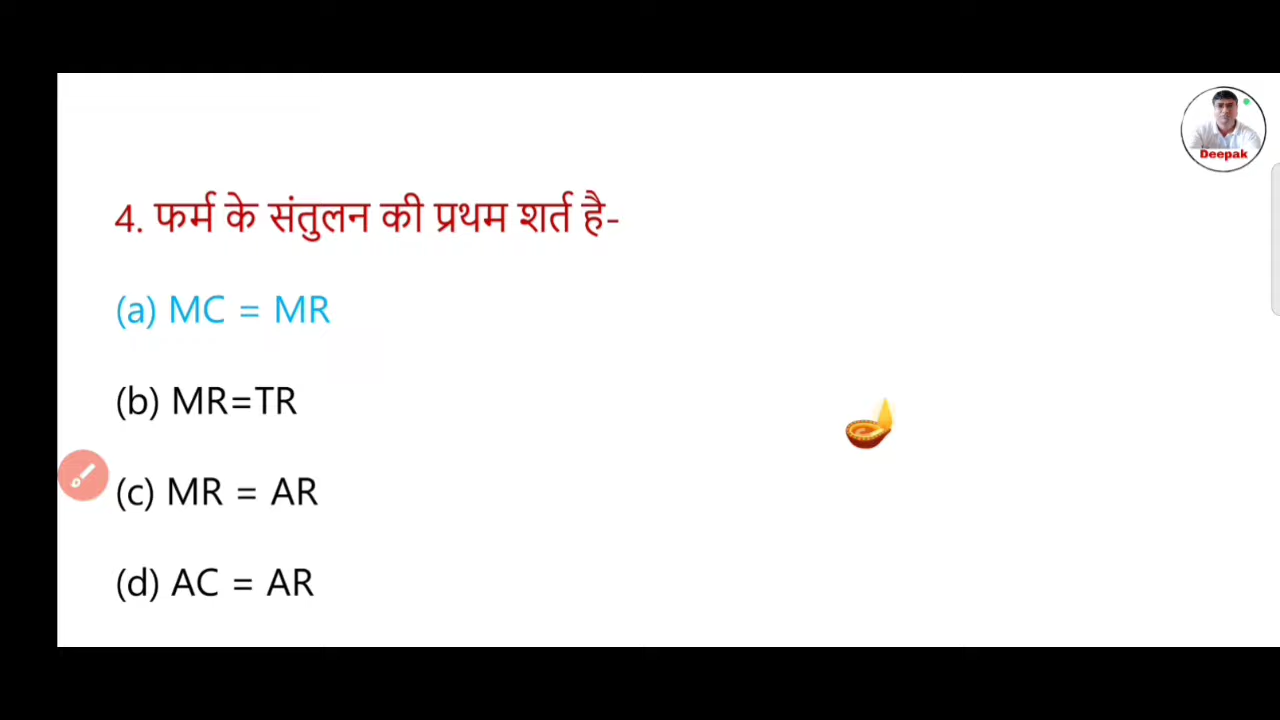 Deepak
4. फर्म के संतुलन की प्रथम शर्त है-
(a) MC = MR
(b) MR=TR
(c) MR = AR
(d) AC = AR